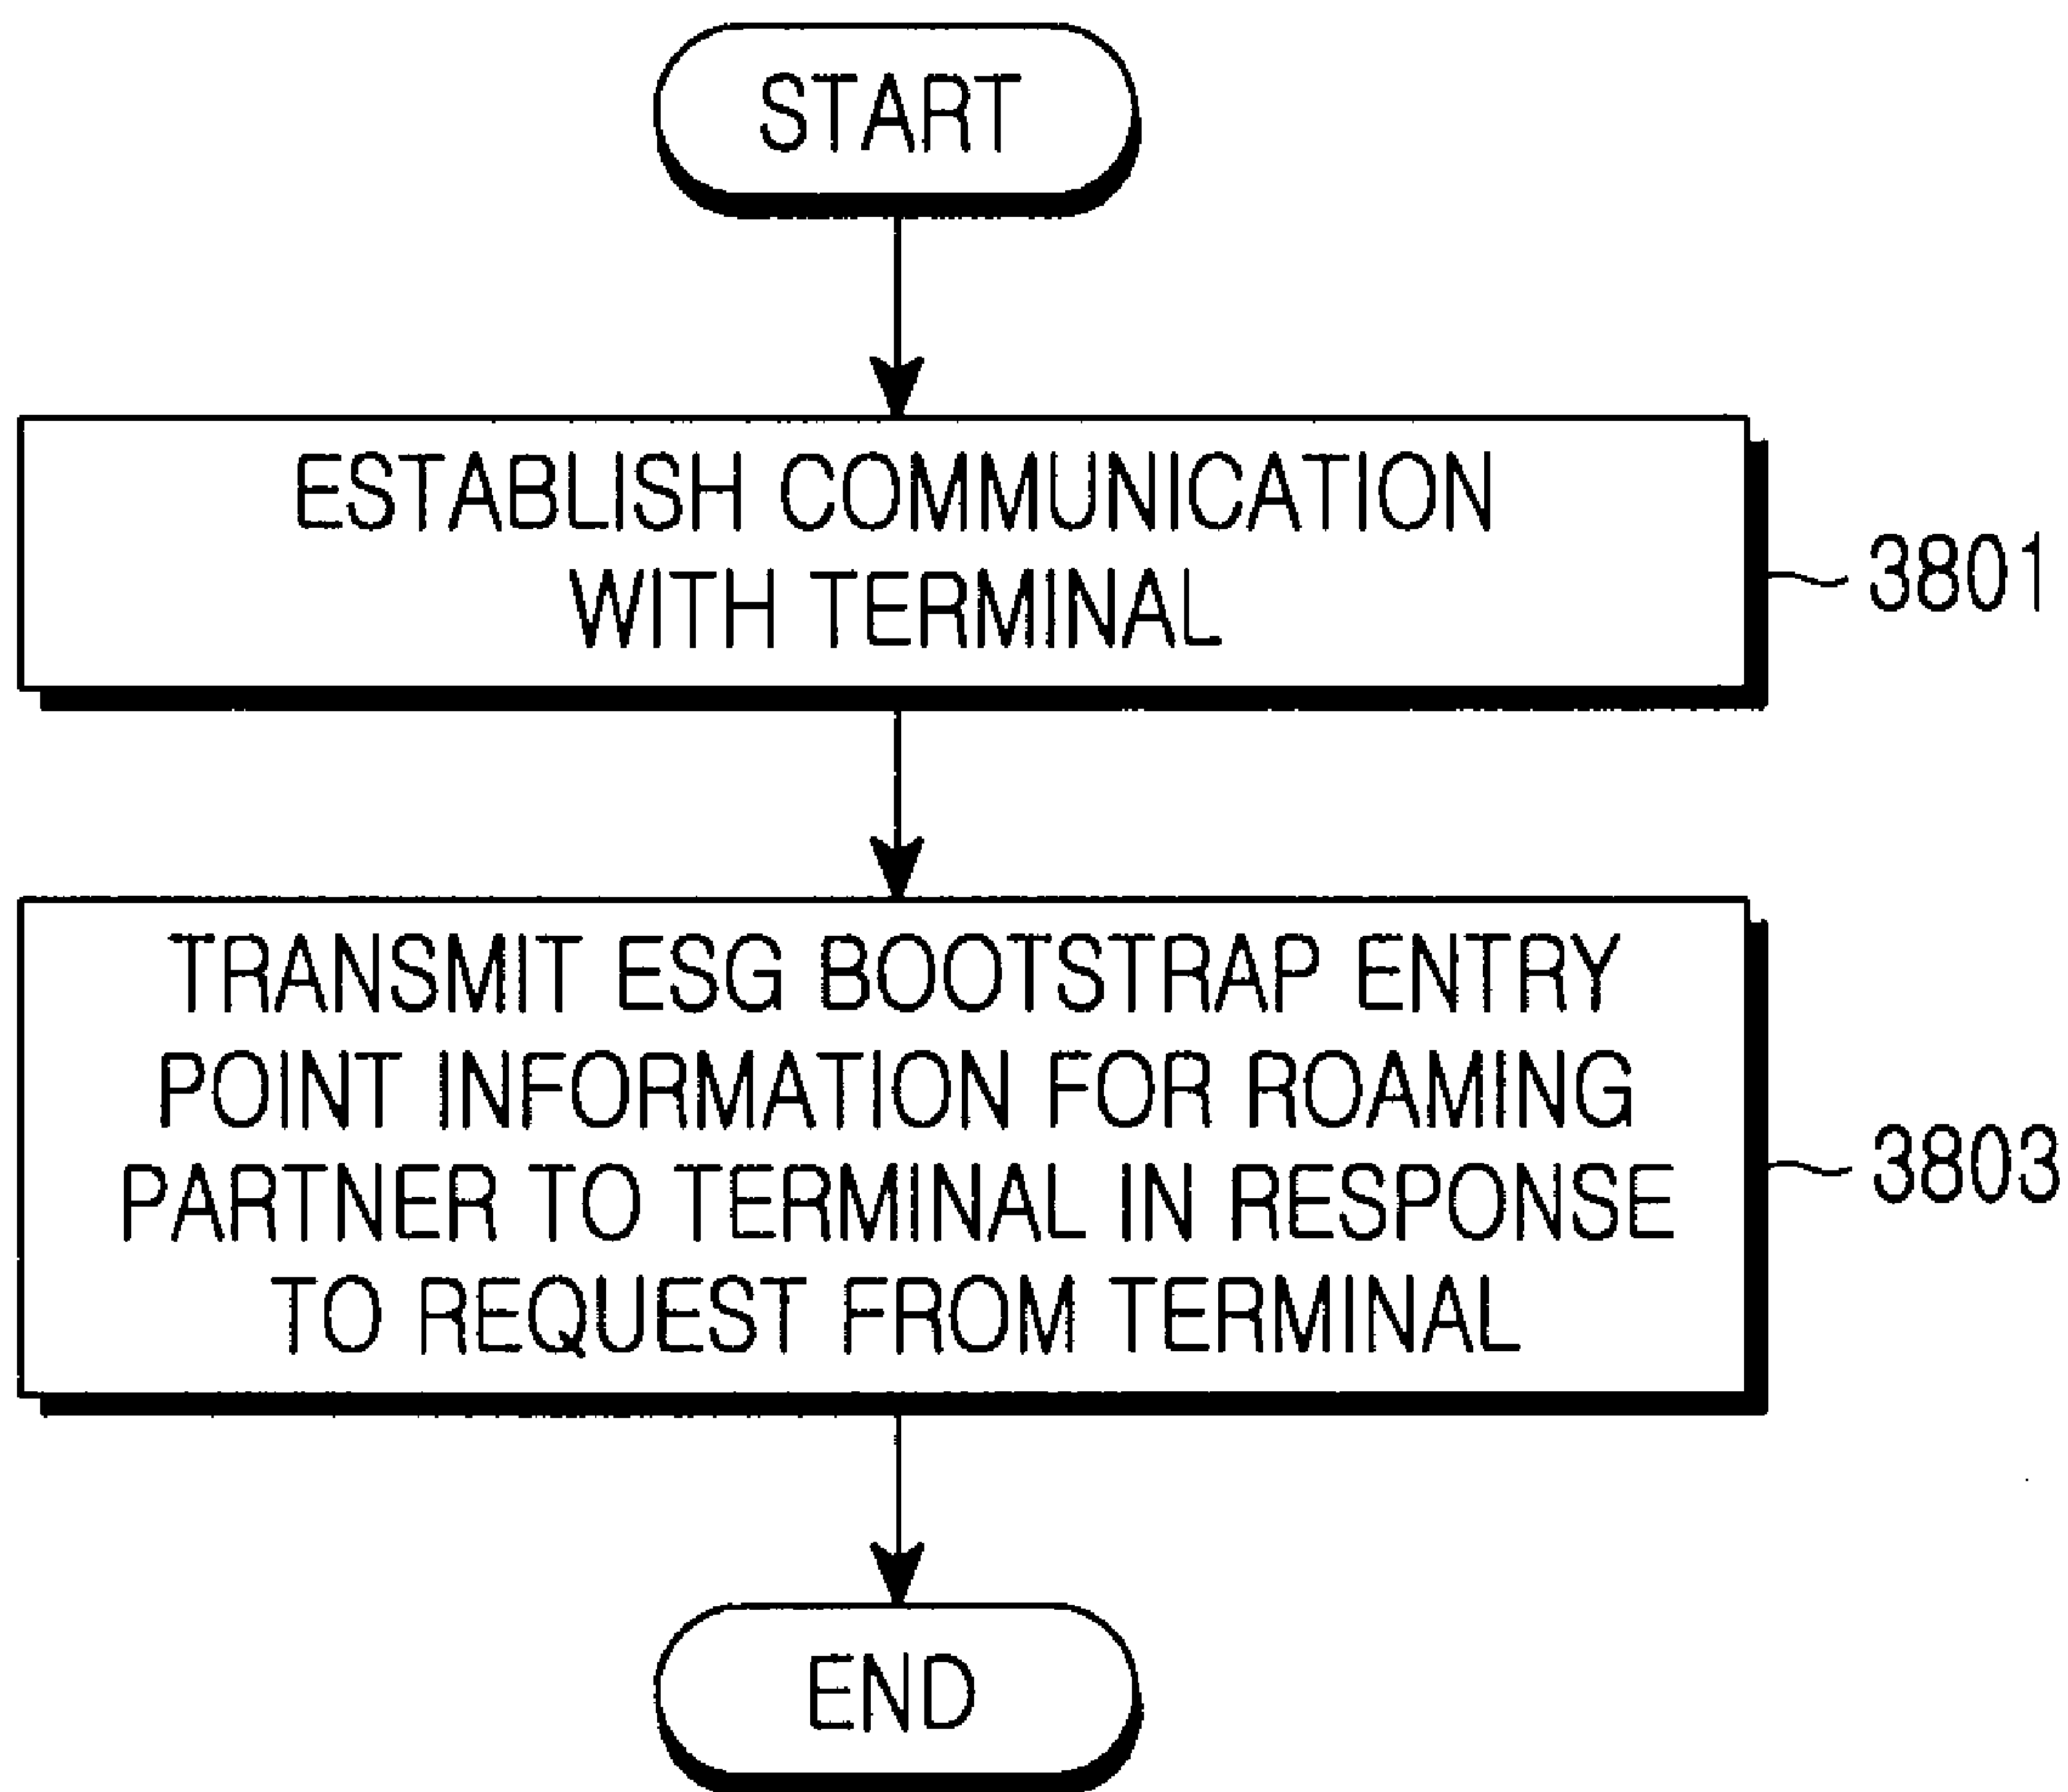 START
ESTABLISH COMMUNICATION
WITH TERMINAL
3801
TRANSMIT ESG BOOTSTRAP ENTRY
POINT INFORMATION FOR ROAMING
PARTNER TO TERMINAL IN RESPONSE
TO REQUEST FROM TERMINAL
3803
END